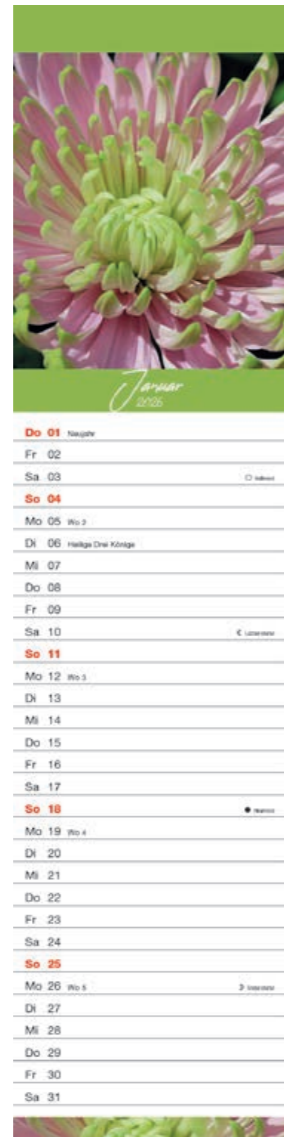 Januar
2026
Do 01 Neujahr
Fr 02
Sa 03 Vollmond
So 04
Mo 05 Wo 2
Di 06 Heilige Drei Könige
Mi 07
Do 08
Fr 09
Sa 10
So 11
Mo 12 Wo 3
Di 13
Mi 14
Do 15
Fr 16
Sa 17
So 18 Neumond
Mo 19 Wo 4
Di 20
Mi 21
Do 22
Fr 23
Sa 24
So 25
Mo 26 Wo 5
Di 27
Mi 28
Do 29
Fr 30
Sa 31